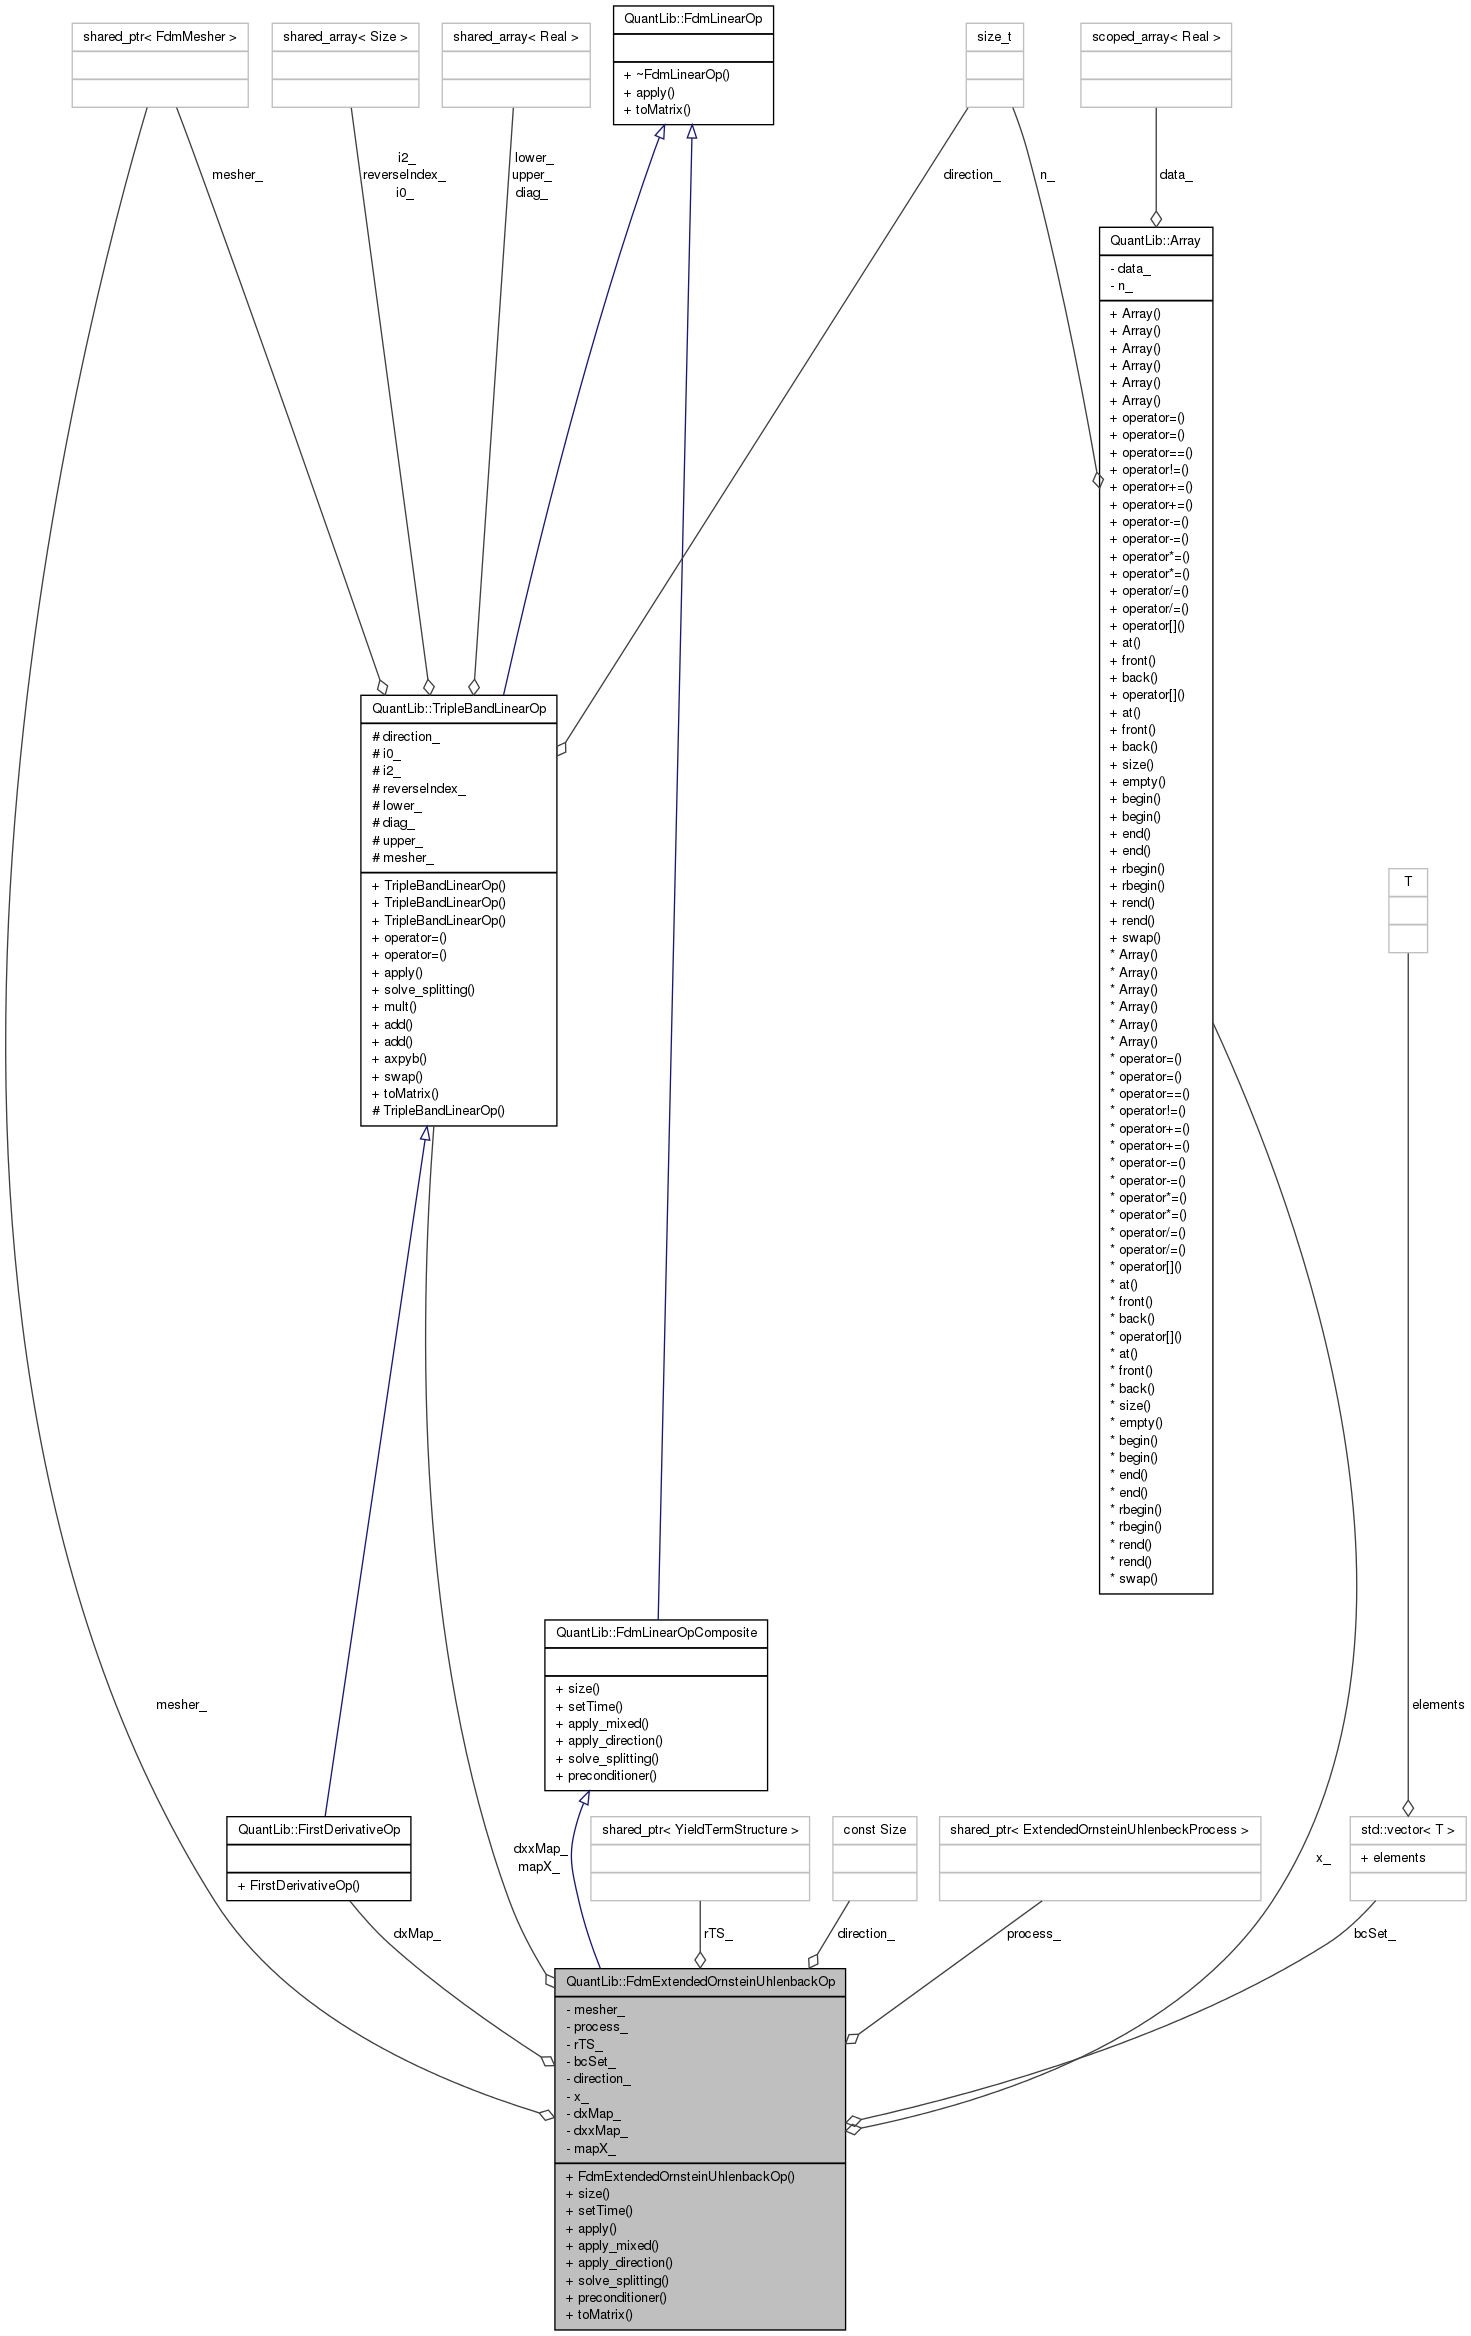 QuantLib::FdmLinearOp
+ ~FdmLinearOp()
+ apply()
+ toMatrix()
shared_ptr< FdmMesher >
shared_array< Size >
shared_array< Real >
size_t
scoped_array< Real >
mesher_
i2_
reverseIndex_
i0_
lower_
upper_
diag_
direction_
n_
data_
QuantLib::Array
- data_
- n_
+ Array()
+ Array()
+ Array()
+ Array()
+ Array()
+ Array()
+ operator=()
+ operator=()
+ operator==()
+ operator!=()
+ operator+=()
+ operator+=()
+ operator-=()
+ operator-=()
+ operator*=()
+ operator*=()
+ operator/=()
+ operator/=()
+ operator[]()
+ at()
+ front()
+ back()
+ operator[]()
+ at()
+ front()
+ back()
+ size()
+ empty()
+ begin()
+ begin()
+ end()
+ end()
+ rbegin()
+ rbegin()
+ rend()
+ rend()
+ swap()
* Array()
* Array()
* Array()
* Array()
* Array()
* Array()
* operator=()
* operator=()
* operator==()
* operator!=()
* operator+=()
* operator+=()
* operator-=()
* operator-=()
* operator*=()
* operator*=()
* operator/=()
* operator/=()
* operator[]()
* at()
* front()
* back()
* operator[]()
* at()
* front()
* back()
* size()
* empty()
* begin()
* begin()
* end()
* end()
* rbegin()
* rbegin()
* rend()
* rend()
* swap()
QuantLib::TripleBandLinearOp
# direction_
# i0_
# i2_
# reverseIndex_
# lower_
# diag_
# upper_
# mesher_
+ TripleBandLinearOp()
+ TripleBandLinearOp()
+ TripleBandLinearOp()
+ operator=()
+ operator=()
+ apply()
+ solve_splitting()
+ mult()
+ add()
+ add()
+ axpyb()
+ swap()
+ toMatrix()
# TripleBandLinearOp()
T
QuantLib::FdmLinearOpComposite
+ size()
+ setTime()
+ apply_mixed()
+ apply_direction()
+ solve_splitting()
+ preconditioner()
mesher_
elements
QuantLib::FirstDerivativeOp
+ FirstDerivativeOp()
dxxMap_
mapX_
shared_ptr< YieldTermStructure >
const Size
shared_ptr< ExtendedOrnsteinUhlenbeckProcess >
x_
std::vector< T >
+ elements
dxMap_
rTS_
direction_
process_
bcSet_
QuantLib::FdmExtendedOrnsteinUhlenbackOp
- mesher_
- process_
- rTS_
- bcSet_
- direction_
- x_
- dxMap_
- dxxMap_
- mapX_
+ FdmExtendedOrnsteinUhlenbackOp()
+ size()
+ setTime()
+ apply()
+ apply_mixed()
+ apply_direction()
+ solve_splitting()
+ preconditioner()
+ toMatrix()